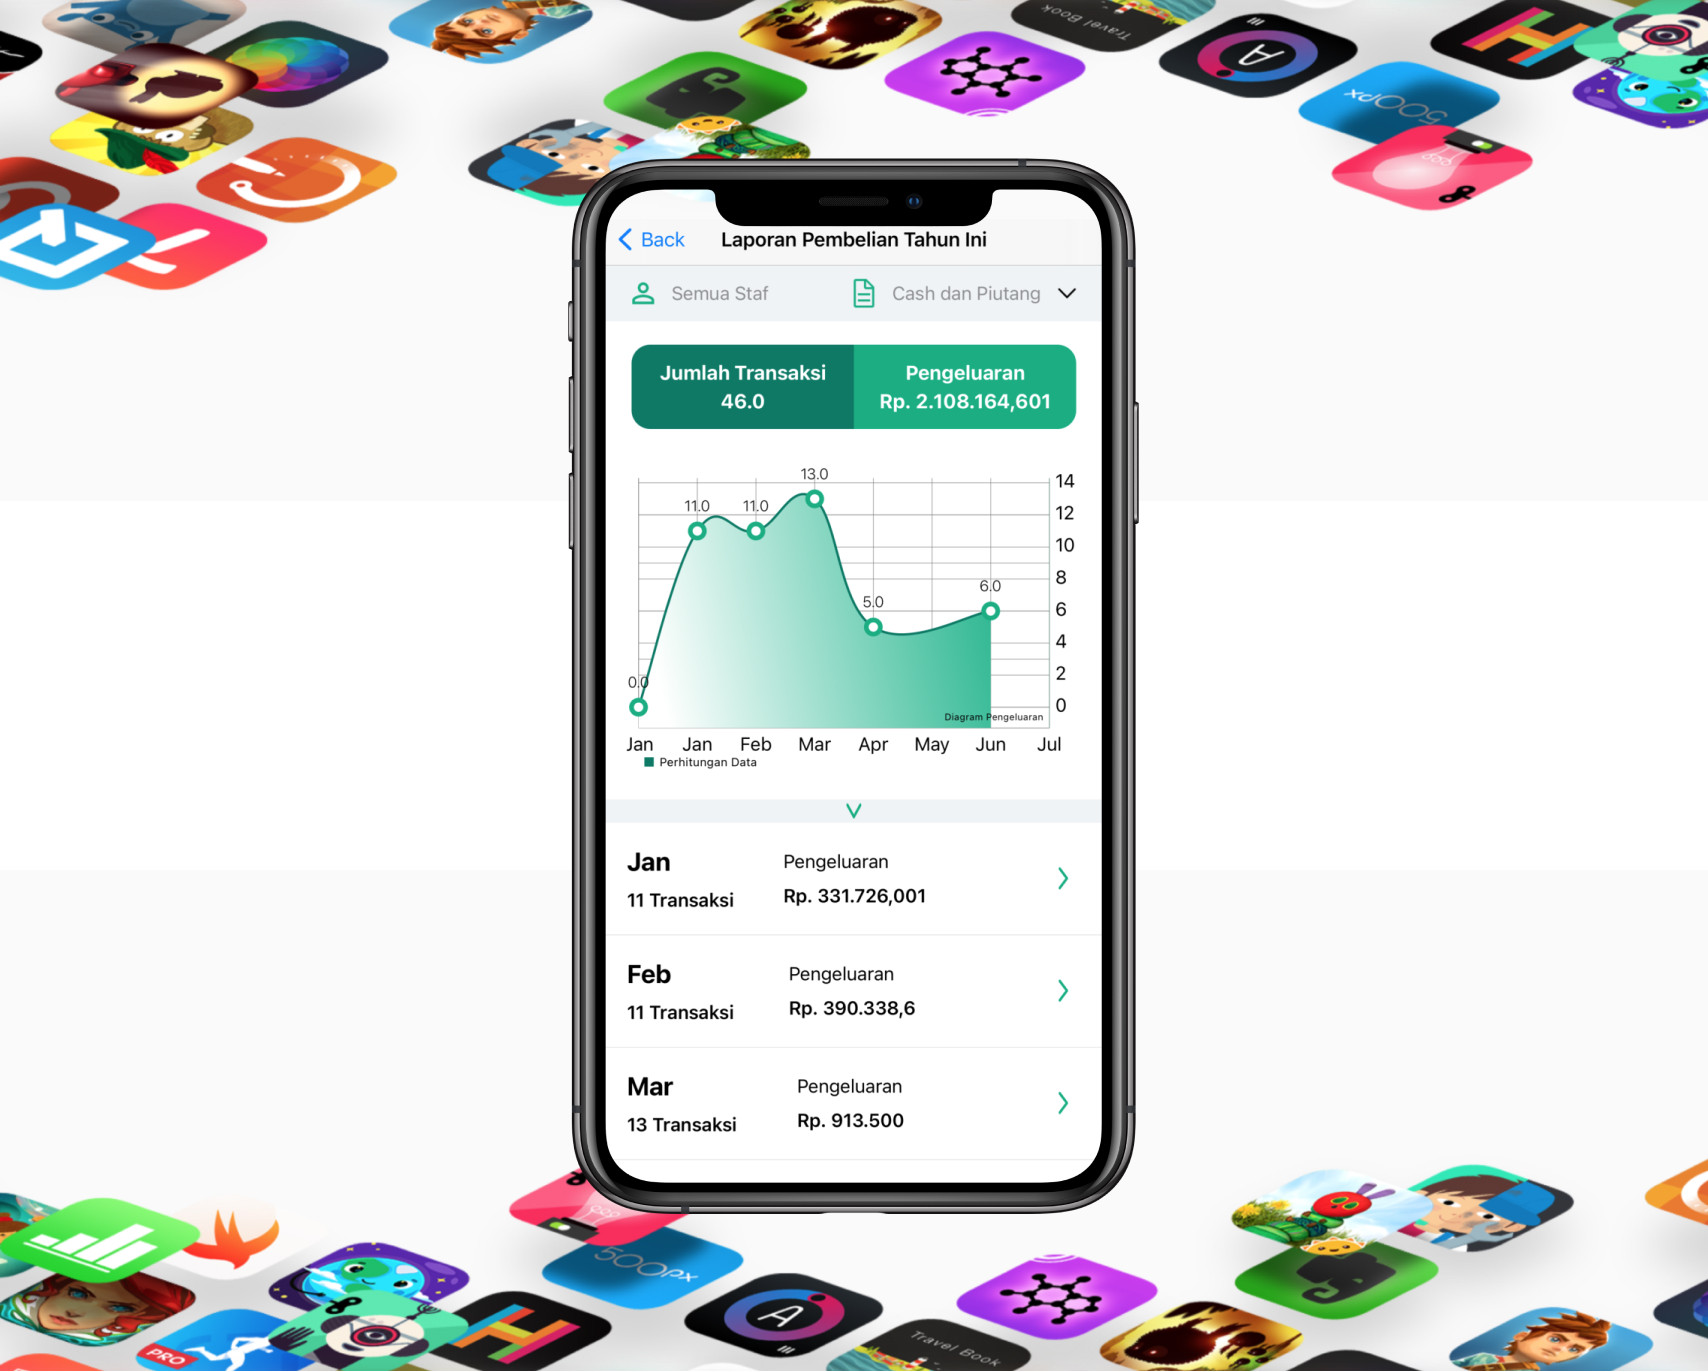 Travel Book
500px
Back
Laporan Pembelian Tahun Ini
Semua Staf
Cash dan Piutang
Jumlah Transaksi
46.0
Pengeluaran
Rp. 2.108.164,601
13.0
11.0
11.0
5.0
6.0
0.0
14
12
10
8
6
4
2
0
Diagram Pengeluaran
Jan Jan Feb Mar Apr May Jun Jul
Perhitungan Data
Jan
11 Transaksi
Pengeluaran
Rp. 331.726,001
Feb
11 Transaksi
Pengeluaran
Rp. 390.338,6
Mar
13 Transaksi
Pengeluaran
Rp. 913.500
500px
PRO
A
Travel Book